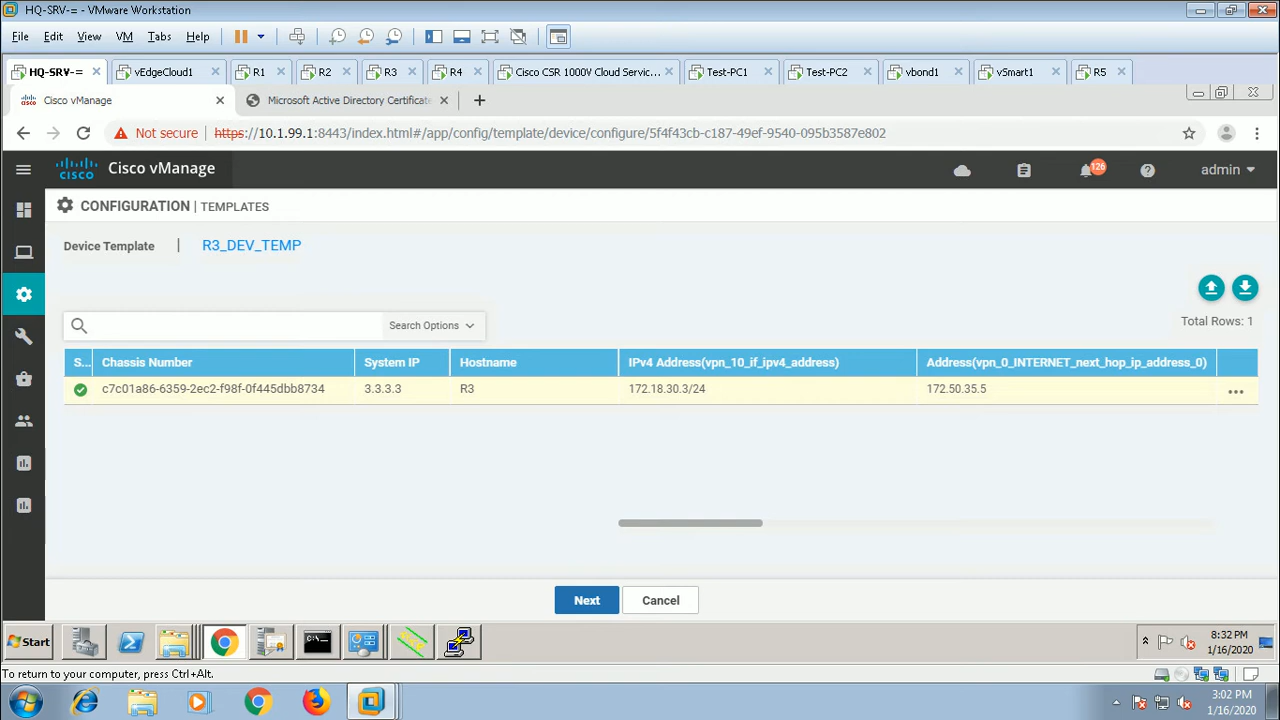 HQ-SRV-= - VMware Workstation
File Edit View VM Tabs Help
HQ-SRV-= vEdgeCloud1 R1 R2 R3 R4 Cisco CSR 1000V Cloud Servic... Test-PC1 Test-PC2 vbond1 vSmart1 R5
Cisco vManage Microsoft Active Directory Certificate
Not secure https://10.1.99.1:8443/index.html#/app/config/template/device/configure/5f4f43cb-c187-49ef-9540-095b3587e802
cisco Cisco vManage 126 admin
CONFIGURATION | TEMPLATES
Device Template | R3_DEV_TEMP
Total Rows: 1
Search Options
S... Chassis Number System IP Hostname IPv4 Address(vpn_10_if_ipv4_address) Address(vpn_0_INTERNET_next_hop_ip_address_0)
c7c01a86-6359-2ec2-f98f-0f445dbb8734 3.3.3.3 R3 172.18.30.3/24 172.50.35.5 ...
Next Cancel
Start 8:32 PM
1/16/2020
To return to your computer, press Ctrl+Alt.
3:02 PM
1/16/2020